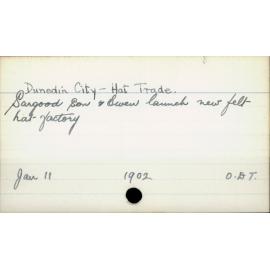 Dunedin City - Hat Trade.
Sargood Son & Ewen launch new felt
hat factory
Jan 11 1902 O.D.T.